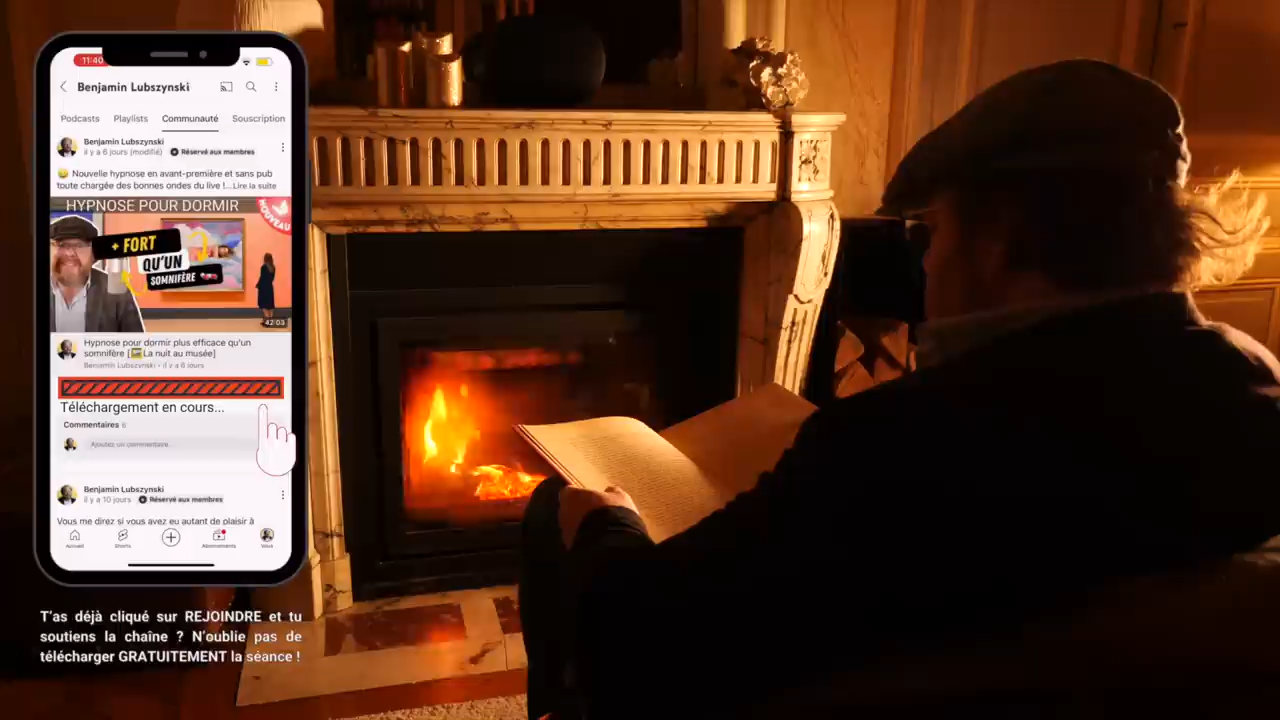 11:40
Benjamin Lubszynski
Podcasts Playlists Communauté Souscription
Benjamin Lubszynski
il y a 6 jours (modifié) Réservé aux membres
😄 Nouvelle hypnose en avant-première et sans pub
toute chargée des bonnes ondes du live !...Lire la suite
HYPNOSE POUR DORMIR
NOUVEAU
+ FORT
QU'UN
SOMNIFÈRE
42:03
Hypnose pour dormir plus efficace qu'un
somnifère [🖼️La nuit au musée]
Benjamin Lubszynski • il y a 6 jours
Téléchargement en cours...
Commentaires 6
Ajoutez un commentaire...
Benjamin Lubszynski
il y a 10 jours Réservé aux membres
Vous me direz si vous avez eu autant de plaisir à
Accueil Shorts Abonnements Vous
T'as déjà cliqué sur REJOINDRE et tu
soutiens la chaîne ? N'oublie pas de
télécharger GRATUITEMENT la séance !